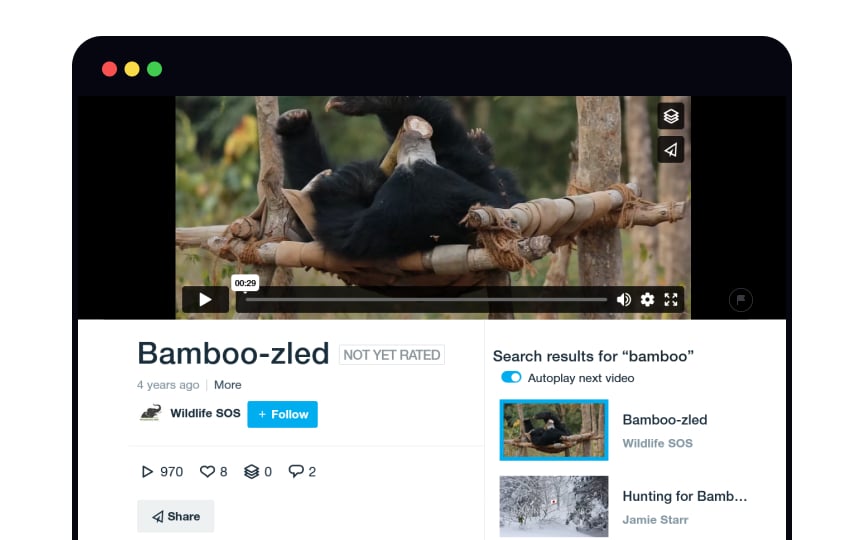 00:29
Bamboo-zled NOT YET RATED
4 years ago | More
Wildlife SOS + Follow
970 8 0 2
Share
Search results for “bamboo”
Autoplay next video
Bamboo-zled
Wildlife SOS
Hunting for Bamb...
Jamie Starr